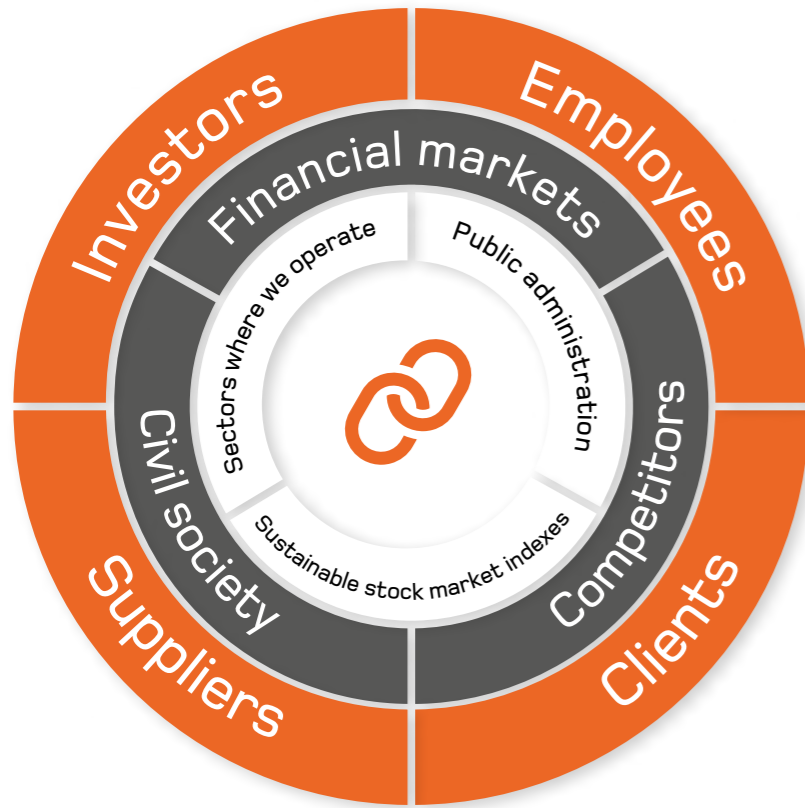 Investors
Employees
Financial markets
Sectors where we operate
Public administration
Civil society
Competitors
Sustainable stock market indexes
Suppliers
Clients